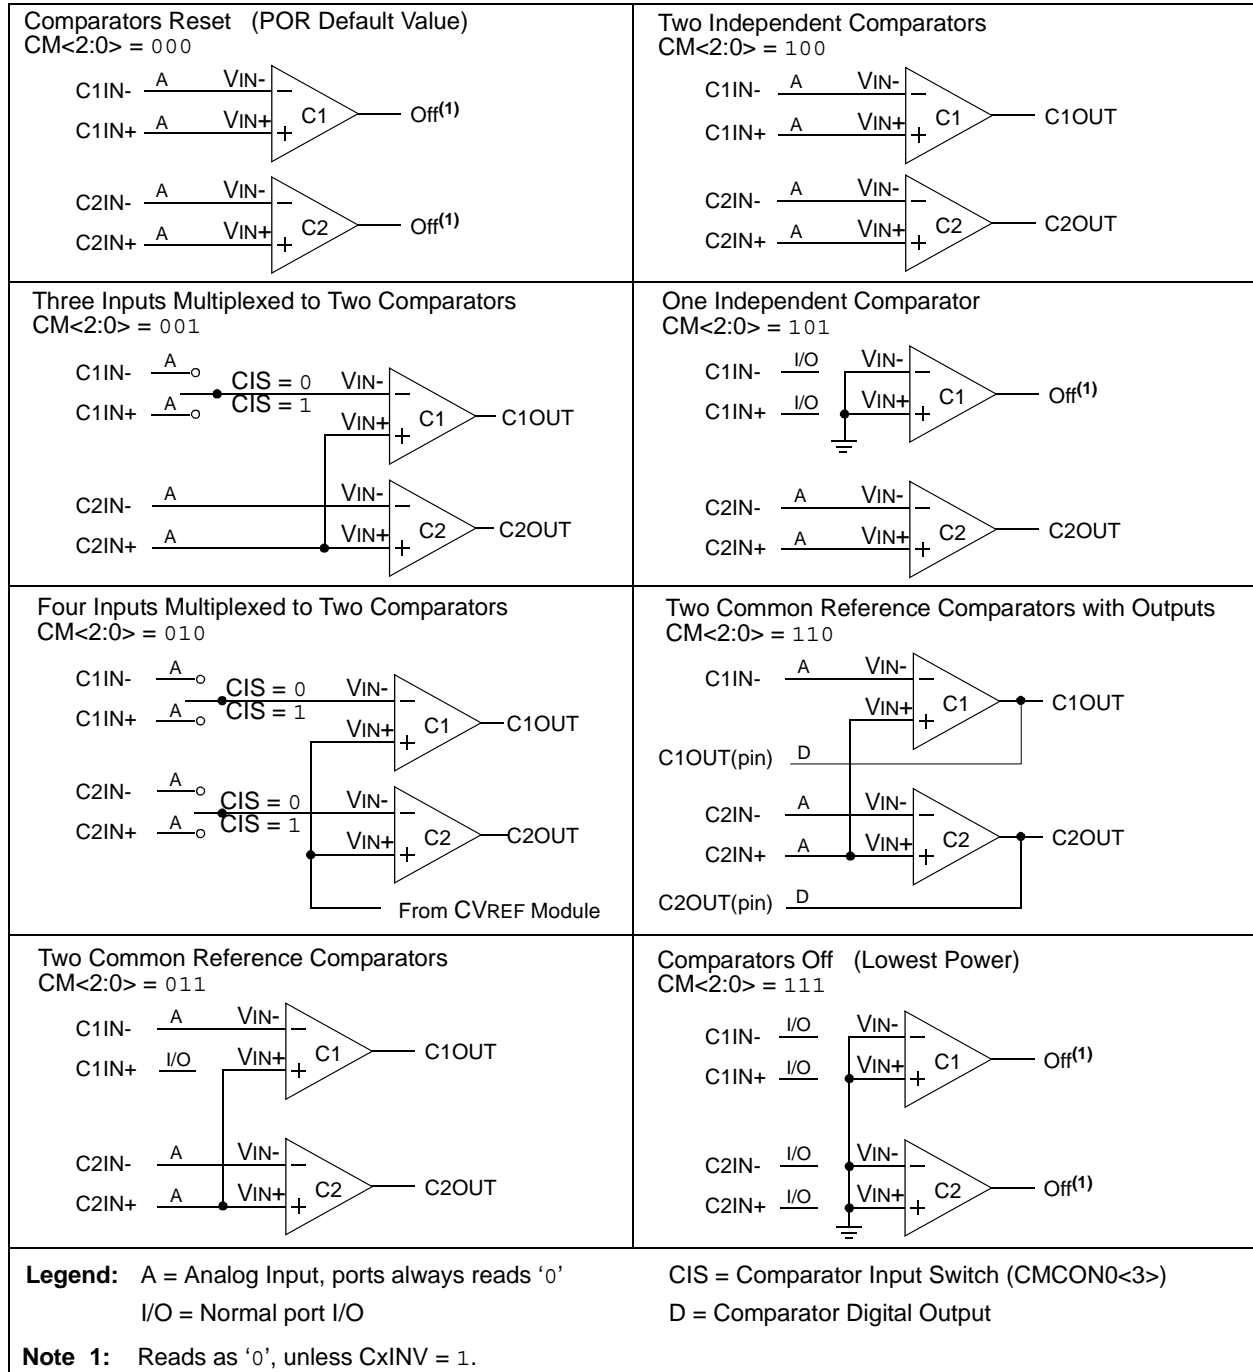 Comparators Reset (POR Default Value)
CM<2:0> = 000
C1IN- A VIN-
C1IN+ A VIN+ C1 Off(1)
C2IN- A VIN-
C2IN+ A VIN+ C2 Off(1)
Two Independent Comparators
CM<2:0> = 100
C1IN- A VIN-
C1IN+ A VIN+ C1 C1OUT
C2IN- A VIN-
C2IN+ A VIN+ C2 C2OUT
Three Inputs Multiplexed to Two Comparators
CM<2:0> = 001
C1IN- A CIS = 0 VIN-
C1IN+ A CIS = 1 VIN+ C1 C1OUT
C2IN- A VIN-
C2IN+ A VIN+ C2 C2OUT
One Independent Comparator
CM<2:0> = 101
C1IN- I/O VIN-
C1IN+ I/O VIN+ C1 Off(1)
C2IN- A VIN-
C2IN+ A VIN+ C2 C2OUT
Four Inputs Multiplexed to Two Comparators
CM<2:0> = 010
C1IN- A CIS = 0 VIN-
C1IN+ A CIS = 1 VIN+ C1 C1OUT
C2IN- A CIS = 0 VIN-
C2IN+ A CIS = 1 VIN+ C2 C2OUT
From CVREF Module
Two Common Reference Comparators with Outputs
CM<2:0> = 110
C1IN- A VIN-
VIN+ C1 C1OUT
C1OUT(pin) D
C2IN- A VIN-
C2IN+ A VIN+ C2 C2OUT
C2OUT(pin) D
Two Common Reference Comparators
CM<2:0> = 011
C1IN- A VIN-
C1IN+ I/O VIN+ C1 C1OUT
C2IN- A VIN-
C2IN+ A VIN+ C2 C2OUT
Comparators Off (Lowest Power)
CM<2:0> = 111
C1IN- I/O VIN-
C1IN+ I/O VIN+ C1 Off(1)
C2IN- I/O VIN-
C2IN+ I/O VIN+ C2 Off(1)
Legend: A = Analog Input, ports always reads ‘0’ CIS = Comparator Input Switch (CMCON0<3>)
I/O = Normal port I/O D = Comparator Digital Output
Note 1: Reads as ‘0’, unless CxINV = 1.